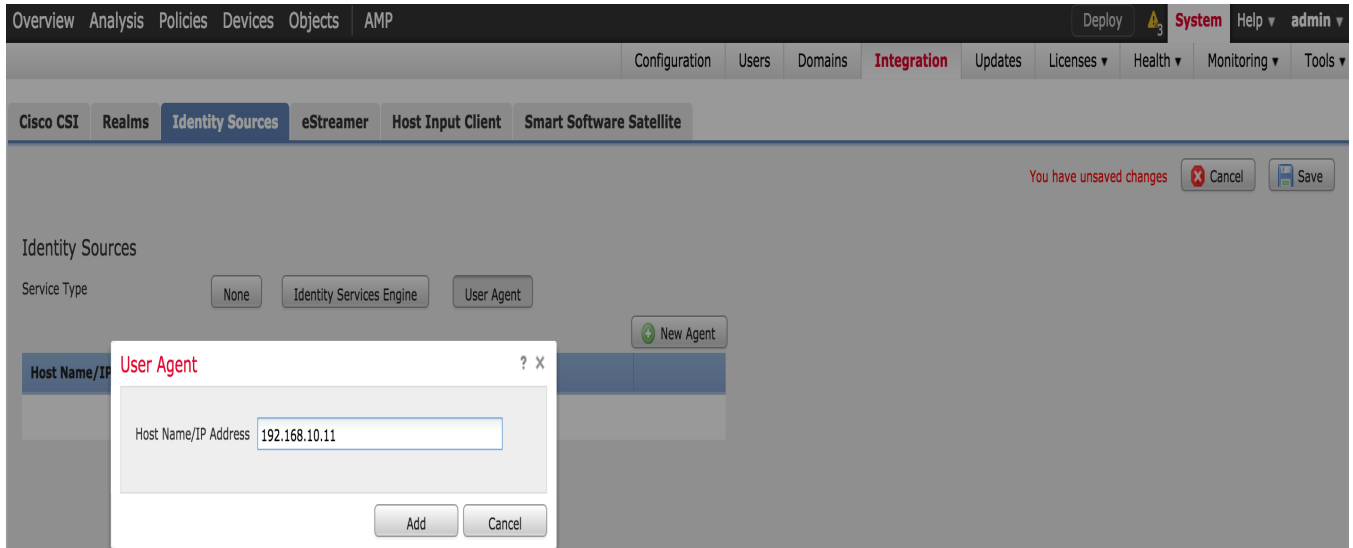 Overview Analysis Policies Devices Objects AMP Deploy 3 System Help ▾ admin ▾
Configuration Users Domains Integration Updates Licenses ▾ Health ▾ Monitoring ▾ Tools ▾
Cisco CSI Realms Identity Sources eStreamer Host Input Client Smart Software Satellite
You have unsaved changes Cancel Save
Identity Sources
Service Type None Identity Services Engine User Agent
New Agent
Host Name/IP
User Agent ? X
Host Name/IP Address 192.168.10.11
Add Cancel